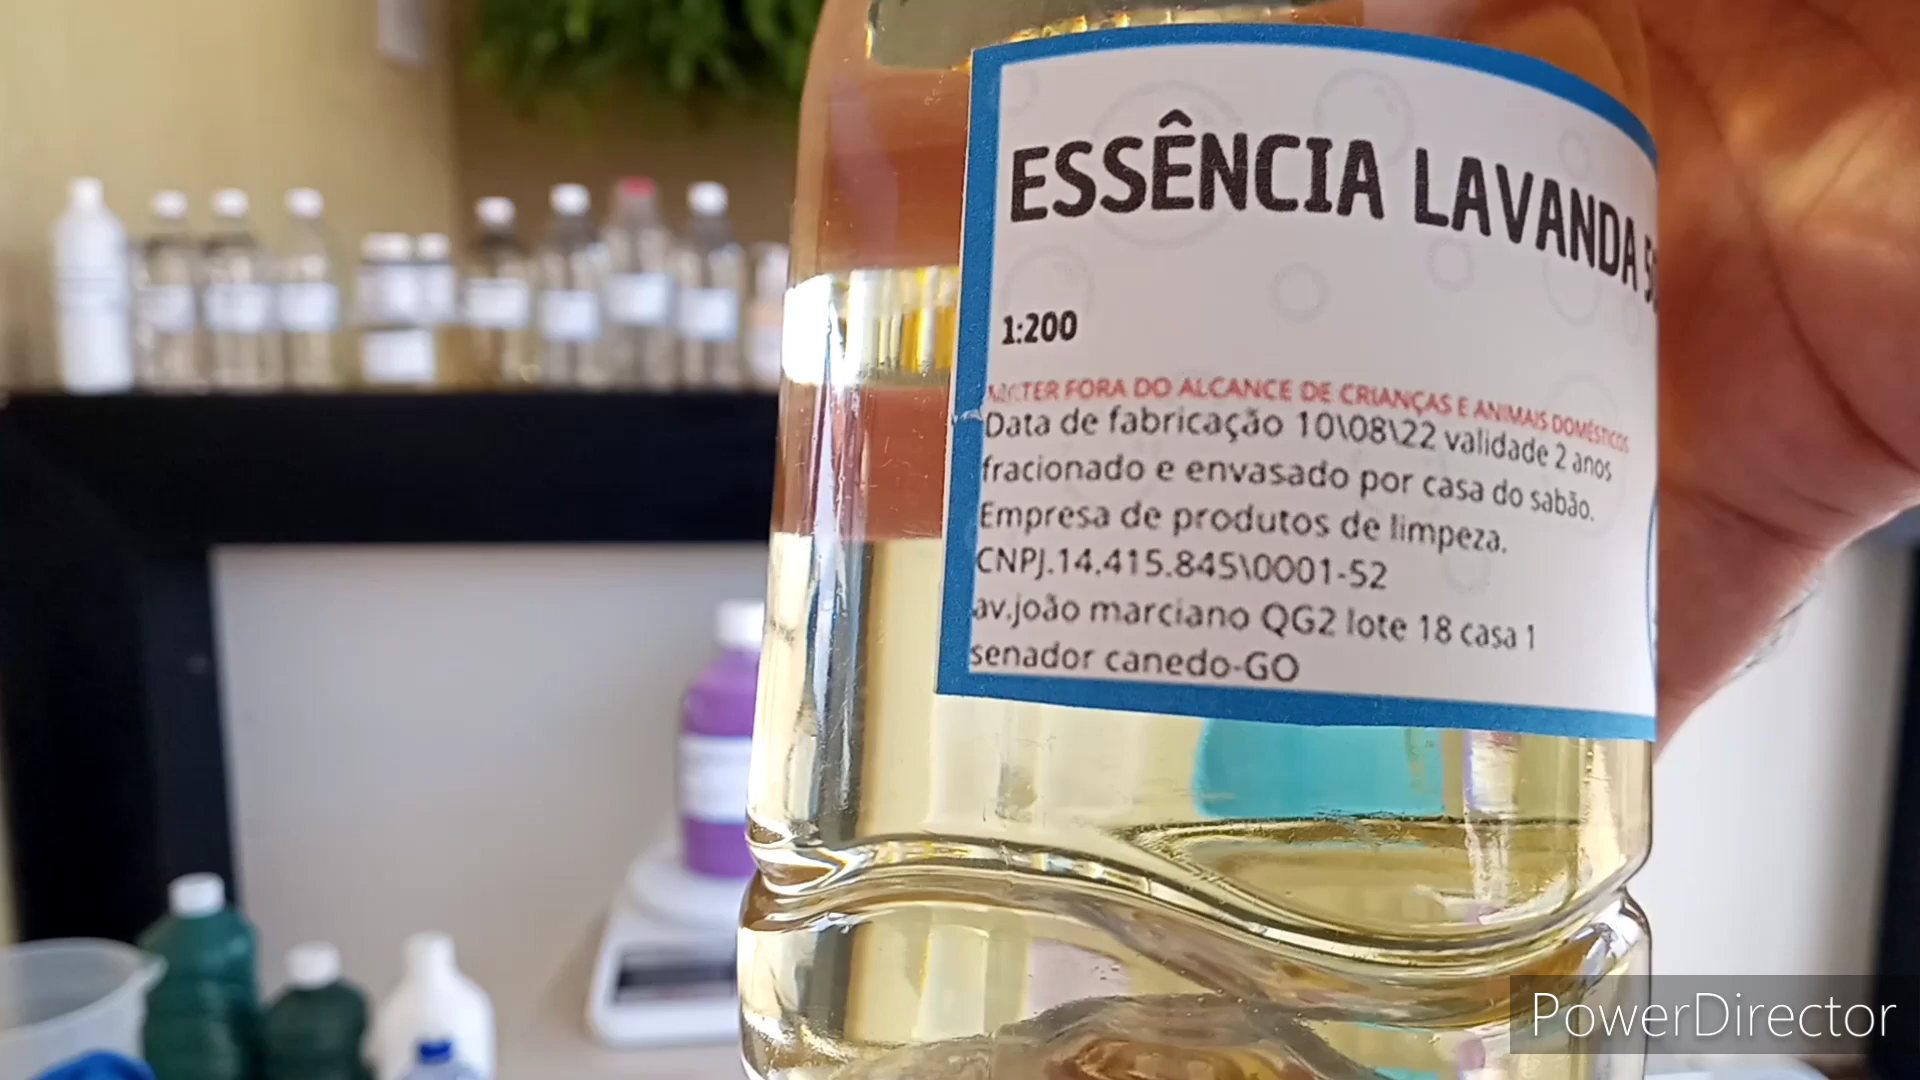 ESSÊNCIA LAVANDA
1:200
FORA DO ALCANCE DE CRIANÇAS E ANIMAIS DOMÉSTICOS
Data de fabricação 10\08\22 validade 2 anos
fracionado e envasado por casa do sabão.
Empresa de produtos de limpeza.
CNPJ.14.415.845\0001-52
av.joão marciano QG2 lote 18 casa 1
senador canedo-GO
PowerDirector